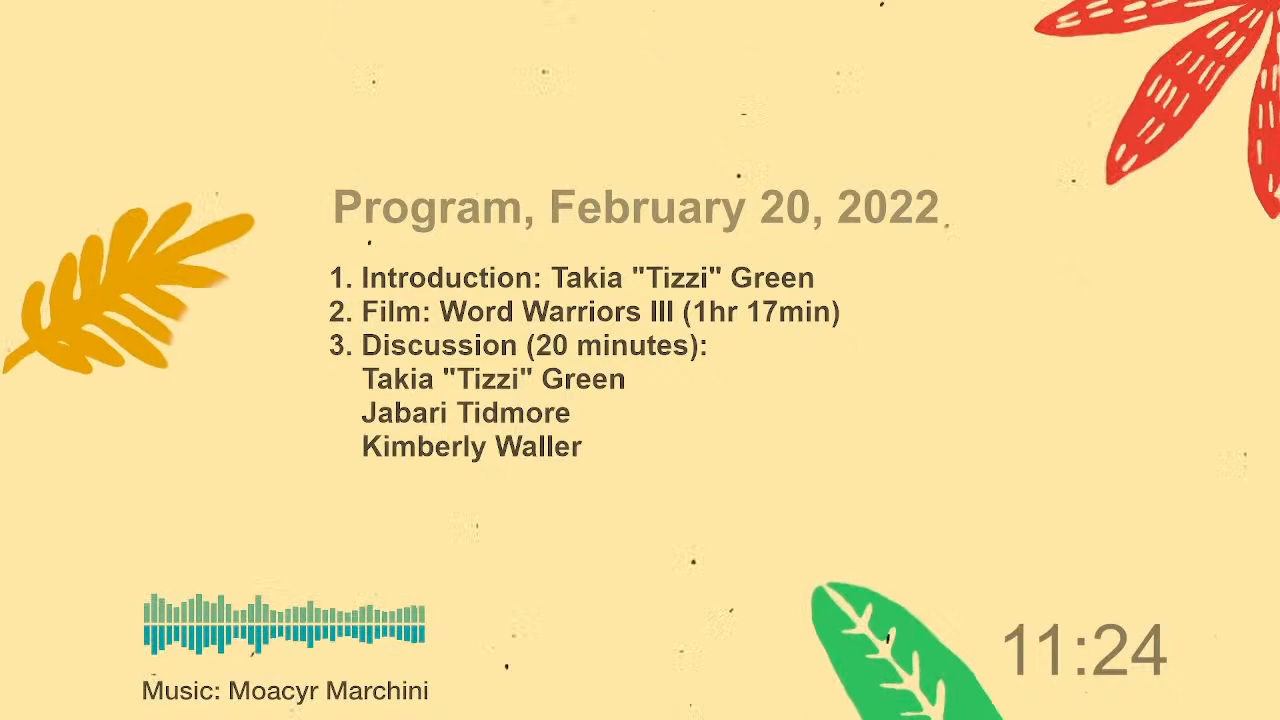 Program, February 20, 2022
1. Introduction: Takia "Tizzi" Green
2. Film: Word Warriors III (1hr 17min)
3. Discussion (20 minutes):
Takia "Tizzi" Green
Jabari Tidmore
Kimberly Waller
11:24
Music: Moacyr Marchini